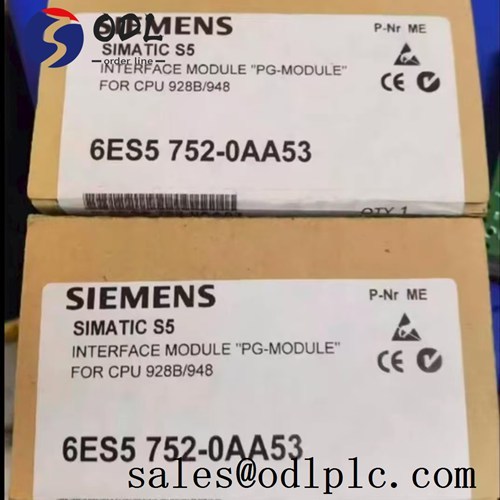 ODL
order line
SIEMENS
P-Nr ME
SIMATIC S5
INTERFACE MODULE "PG-MODULE"
FOR CPU 928B/948
CE
6ES5 752-0AA53
QTY 1
SIEMENS
P-Nr ME
SIMATIC S5
INTERFACE MODULE "PG-MODULE"
FOR CPU 928B/948
CE
6ES5 752-0AA53
sales@odlplc.com